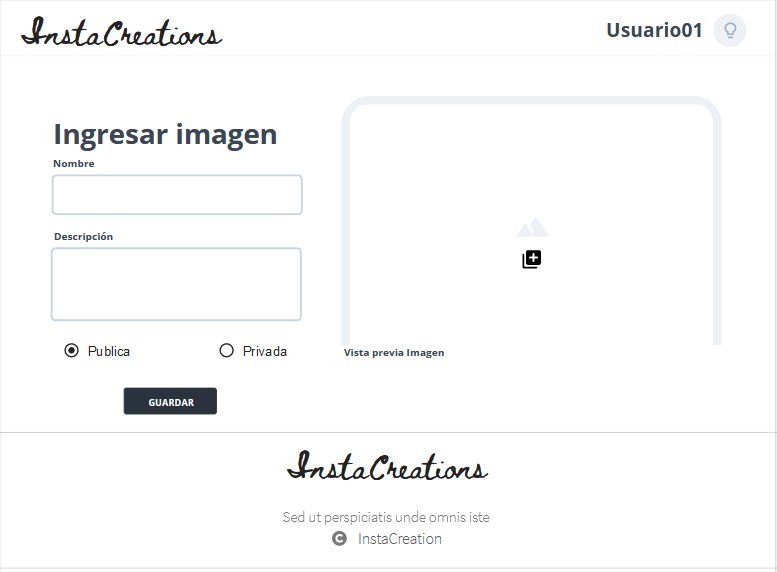 InstaCreations
Usuario01
Ingresar imagen
Nombre
Descripción
Publica
Privada
Vista previa Imagen
GUARDAR
InstaCreations
Sed ut perspiciatis unde omnis iste
C InstaCreation